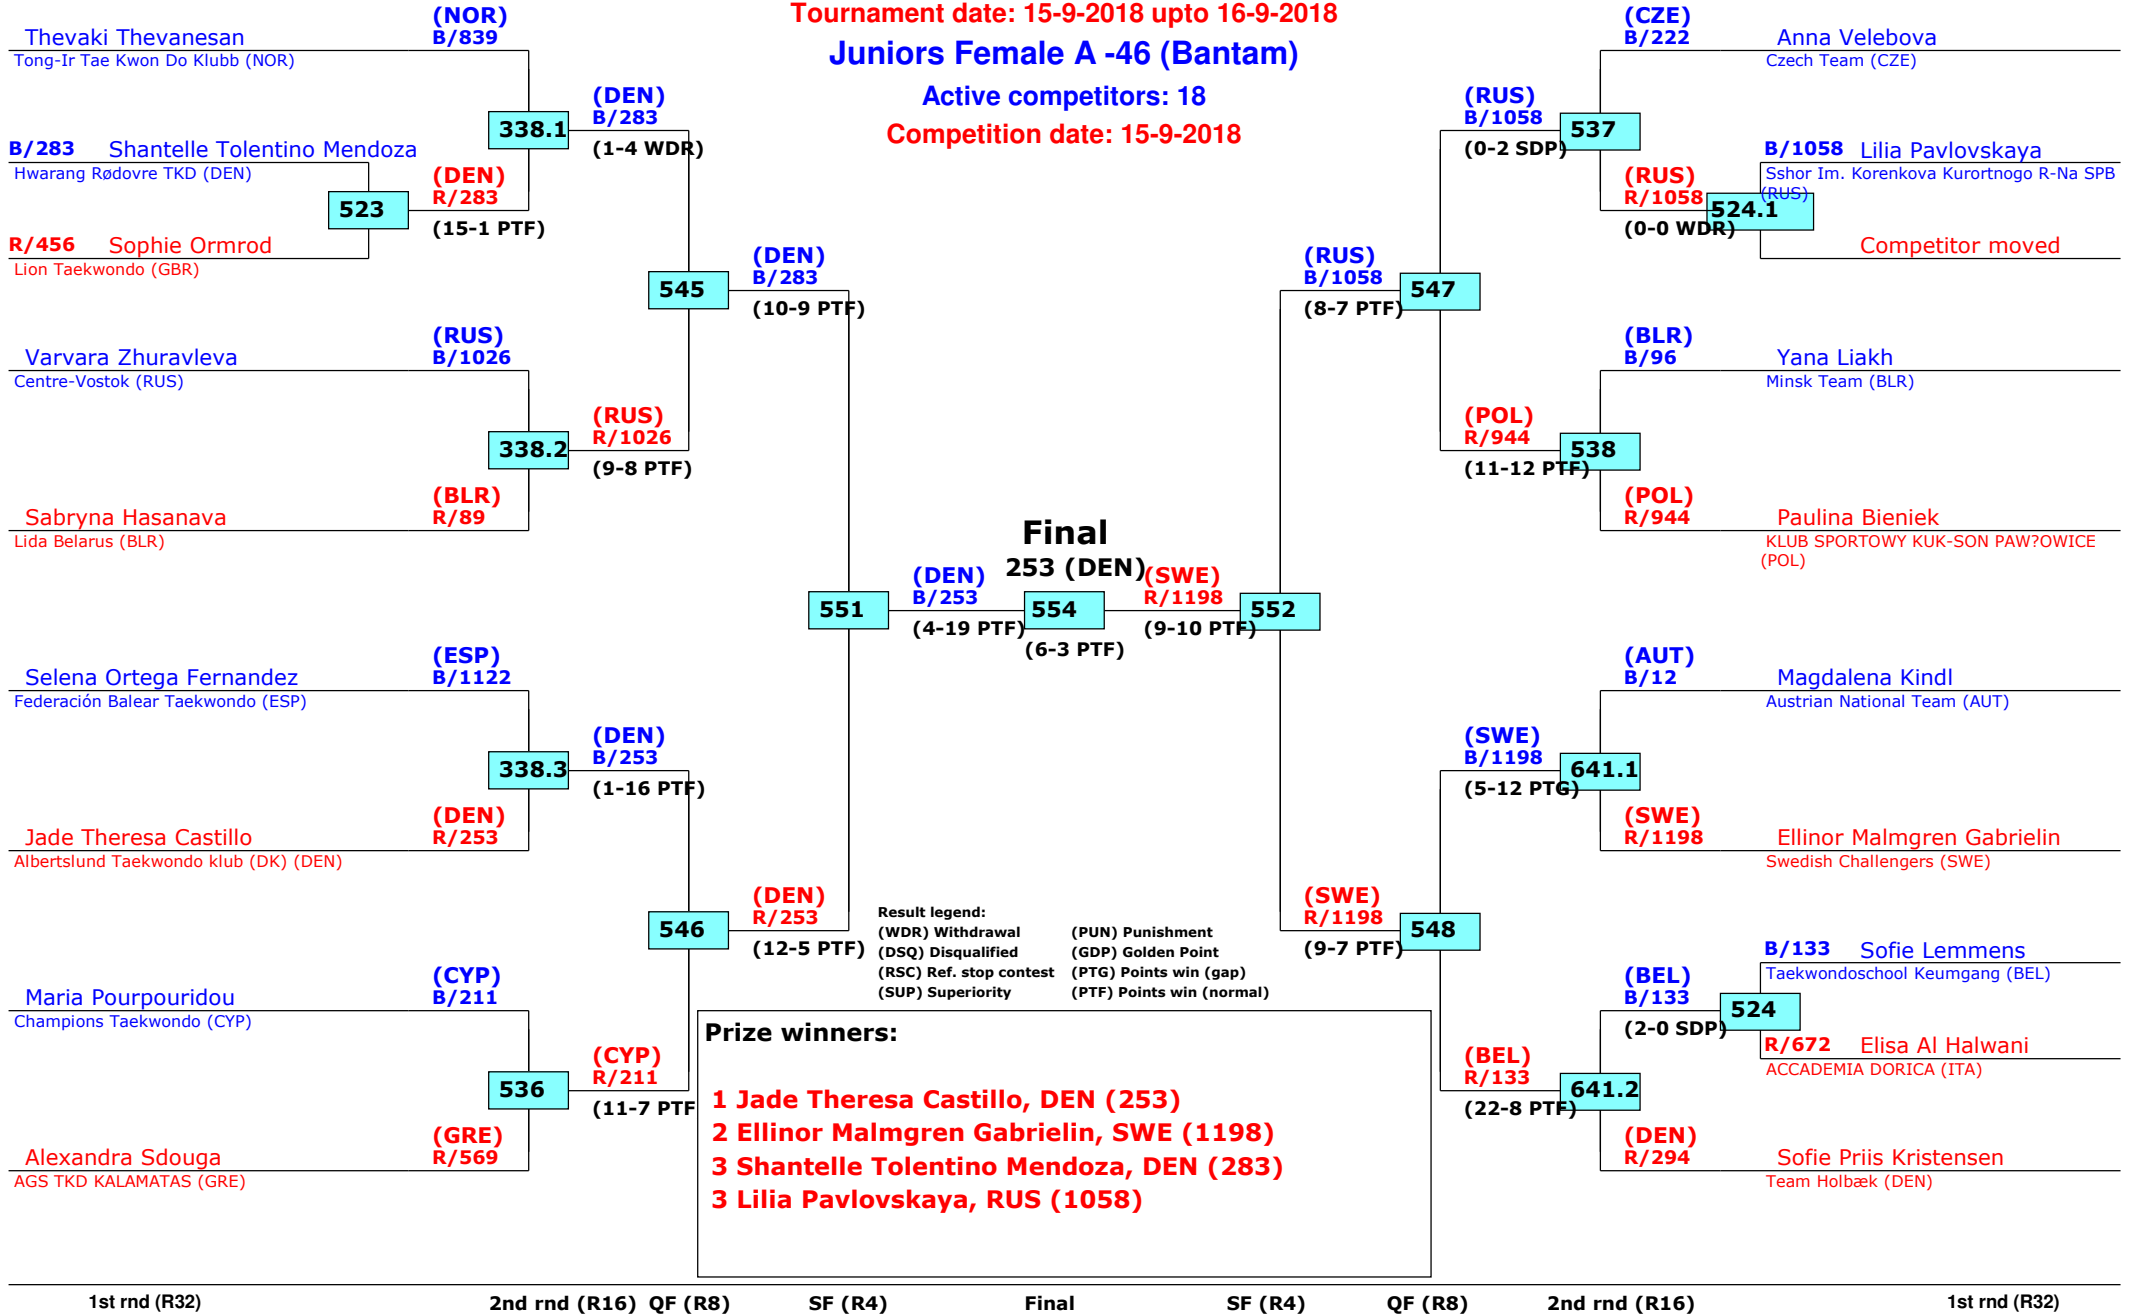 Tournament date: 15-9-2018 upto 16-9-2018
Juniors Female A -46 (Bantam)
Active competitors: 18
Competition date: 15-9-2018
Thevaki Thevanesan
Tong-Ir Tae Kwon Do Klubb (NOR)
(NOR)
B/839
B/283 Shantelle Tolentino Mendoza
Hwarang Rødovre TKD (DEN)
523
R/456 Sophie Ormrod
Lion Taekwondo (GBR)
(DEN)
R/283
(15-1 PTF)
338.1
(DEN)
B/283
(1-4 WDR)
Varvara Zhuravleva
Centre-Vostok (RUS)
(RUS)
B/1026
338.2
Sabryna Hasanava
Lida Belarus (BLR)
(BLR)
R/89
(RUS)
R/1026
(9-8 PTF)
545
(DEN)
B/283
(10-9 PTF)
Selena Ortega Fernandez
Federación Balear Taekwondo (ESP)
(ESP)
B/1122
338.3
Jade Theresa Castillo
Albertslund Taekwondo klub (DK) (DEN)
(DEN)
R/253
(DEN)
B/253
(1-16 PTF)
Maria Pourpouridou
Champions Taekwondo (CYP)
(CYP)
B/211
536
Alexandra Sdouga
AGS TKD KALAMATAS (GRE)
(GRE)
R/569
(CYP)
R/211
(11-7 PTF
546
(DEN)
R/253
(12-5 PTF)
551
(DEN)
B/253
(4-19 PTF)
Final
253 (DEN)
554
(6-3 PTF)
(SWE)
R/1198
(9-10 PTF)
552
(RUS)
B/1058
(8-7 PTF)
547
(RUS)
B/1058
(0-2 SDP)
537
(CZE)
B/222
Anna Velebova
Czech Team (CZE)
(RUS)
R/1058
(0-0 WDR)
524.1
B/1058 Lilia Pavlovskaya
Sshor Im. Korenkova Kurortnogo R-Na SPB
(RUS)
Competitor moved
(POL)
R/944
(11-12 PTF)
538
(BLR)
B/96
Yana Liakh
Minsk Team (BLR)
(POL)
R/944
Paulina Bieniek
KLUB SPORTOWY KUK-SON PAW?OWICE
(POL)
(SWE)
R/1198
(9-7 PTF)
548
(SWE)
B/1198
(5-12 PTG)
641.1
(AUT)
B/12
Magdalena Kindl
Austrian National Team (AUT)
(SWE)
R/1198
Ellinor Malmgren Gabrielin
Swedish Challengers (SWE)
(BEL)
R/133
(22-8 PTF)
641.2
(BEL)
B/133
(2-0 SDP)
524
B/133 Sofie Lemmens
Taekwondoschool Keumgang (BEL)
R/672 Elisa Al Halwani
ACCADEMIA DORICA (ITA)
(DEN)
R/294
Sofie Priis Kristensen
Team Holbæk (DEN)
Result legend:
(WDR) Withdrawal (PUN) Punishment
(DSQ) Disqualified (GDP) Golden Point
(RSC) Ref. stop contest (PTG) Points win (gap)
(SUP) Superiority (PTF) Points win (normal)
Prize winners:
1 Jade Theresa Castillo, DEN (253)
2 Ellinor Malmgren Gabrielin, SWE (1198)
3 Shantelle Tolentino Mendoza, DEN (283)
3 Lilia Pavlovskaya, RUS (1058)
1st rnd (R32) 2nd rnd (R16) QF (R8) SF (R4) Final SF (R4) QF (R8) 2nd rnd (R16) 1st rnd (R32)